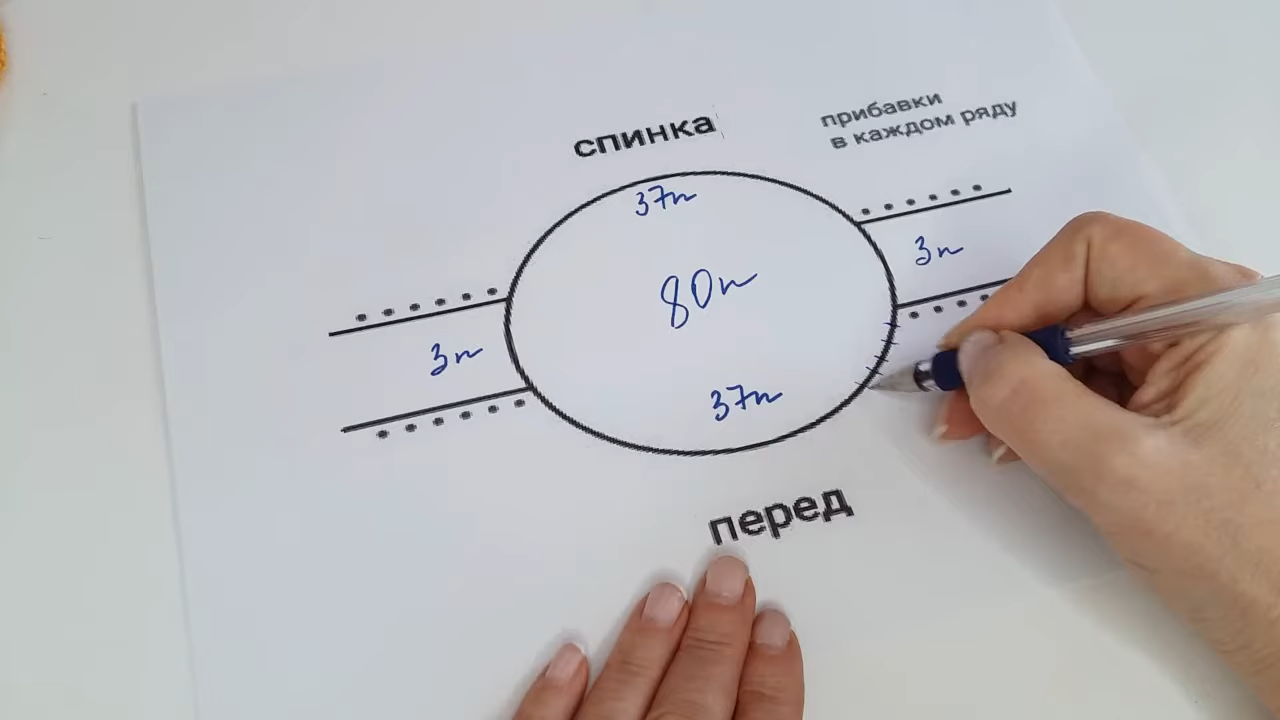 спинка
прибавки
в каждом ряду
37п
3п
80п
3п
37п
перед